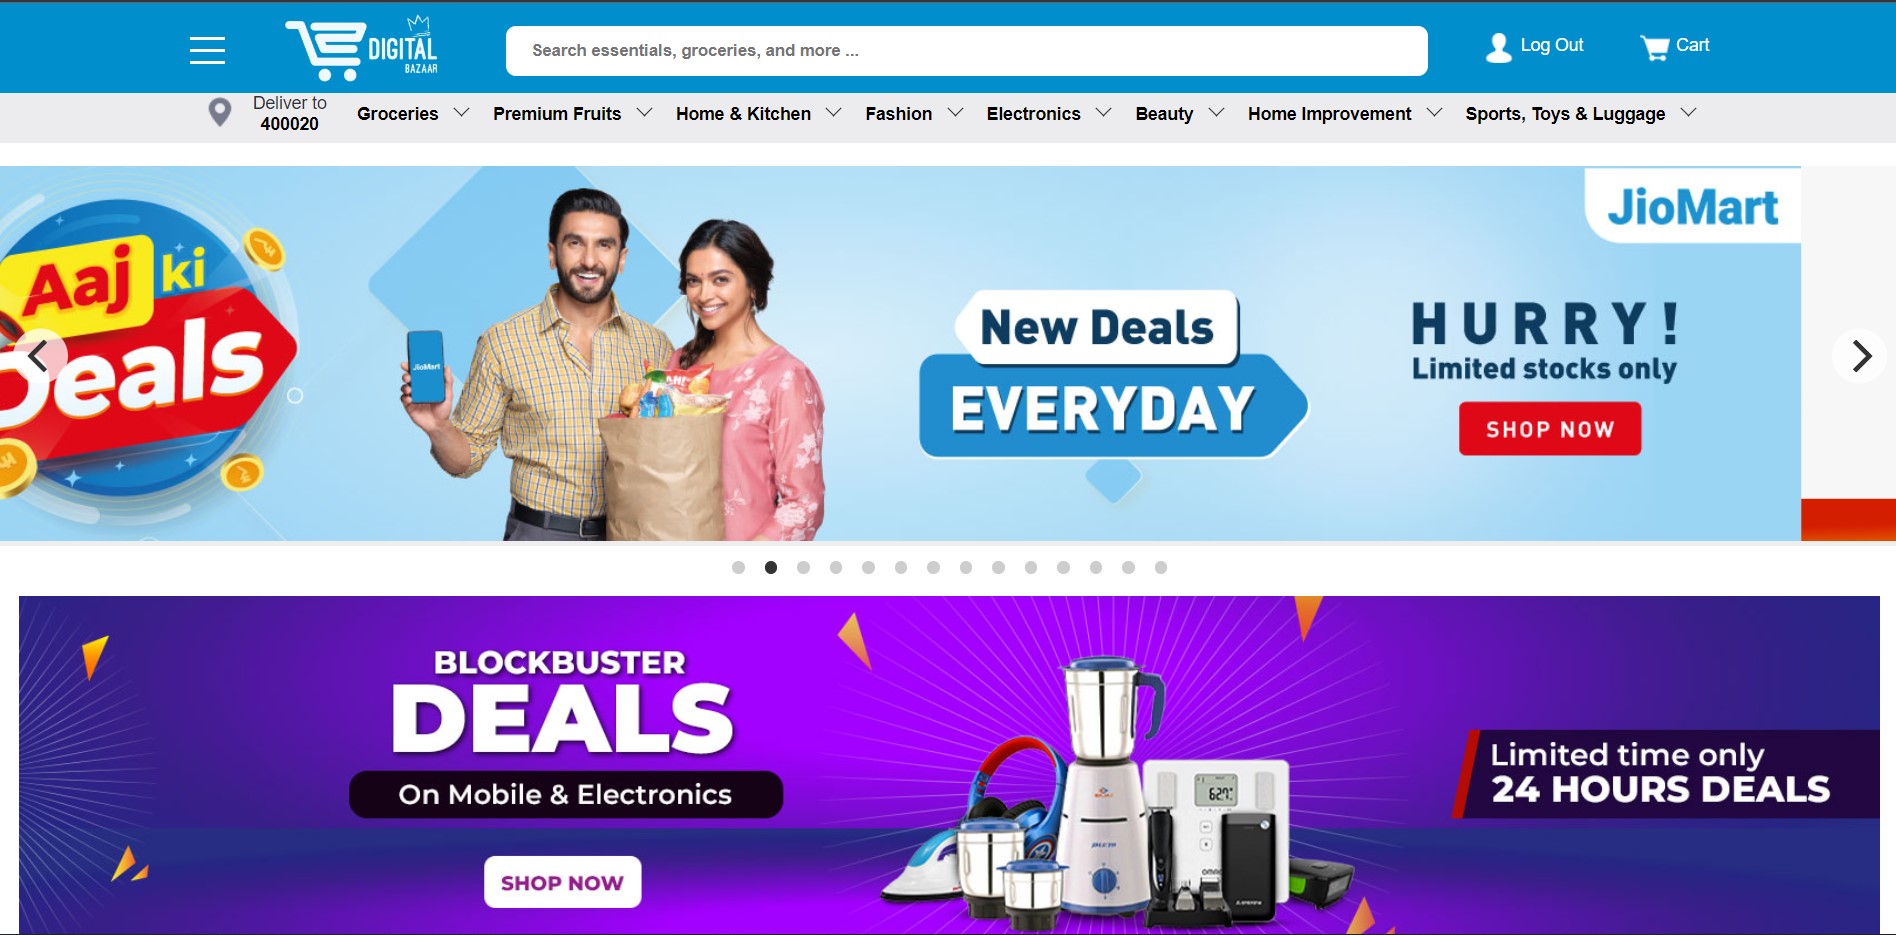 DIGITAL
BAZAAR
Search essentials, groceries, and more ...
Log Out
Cart
Deliver to
400020
Groceries
Premium Fruits
Home & Kitchen
Fashion
Electronics
Beauty
Home Improvement
Sports, Toys & Luggage
Aaj ki
Deals
JioMart
New Deals
EVERYDAY
HURRY!
Limited stocks only
SHOP NOW
JioMart
BLOCKBUSTER
DEALS
On Mobile & Electronics
SHOP NOW
Limited time only
24 HOURS DEALS
BAJAJ